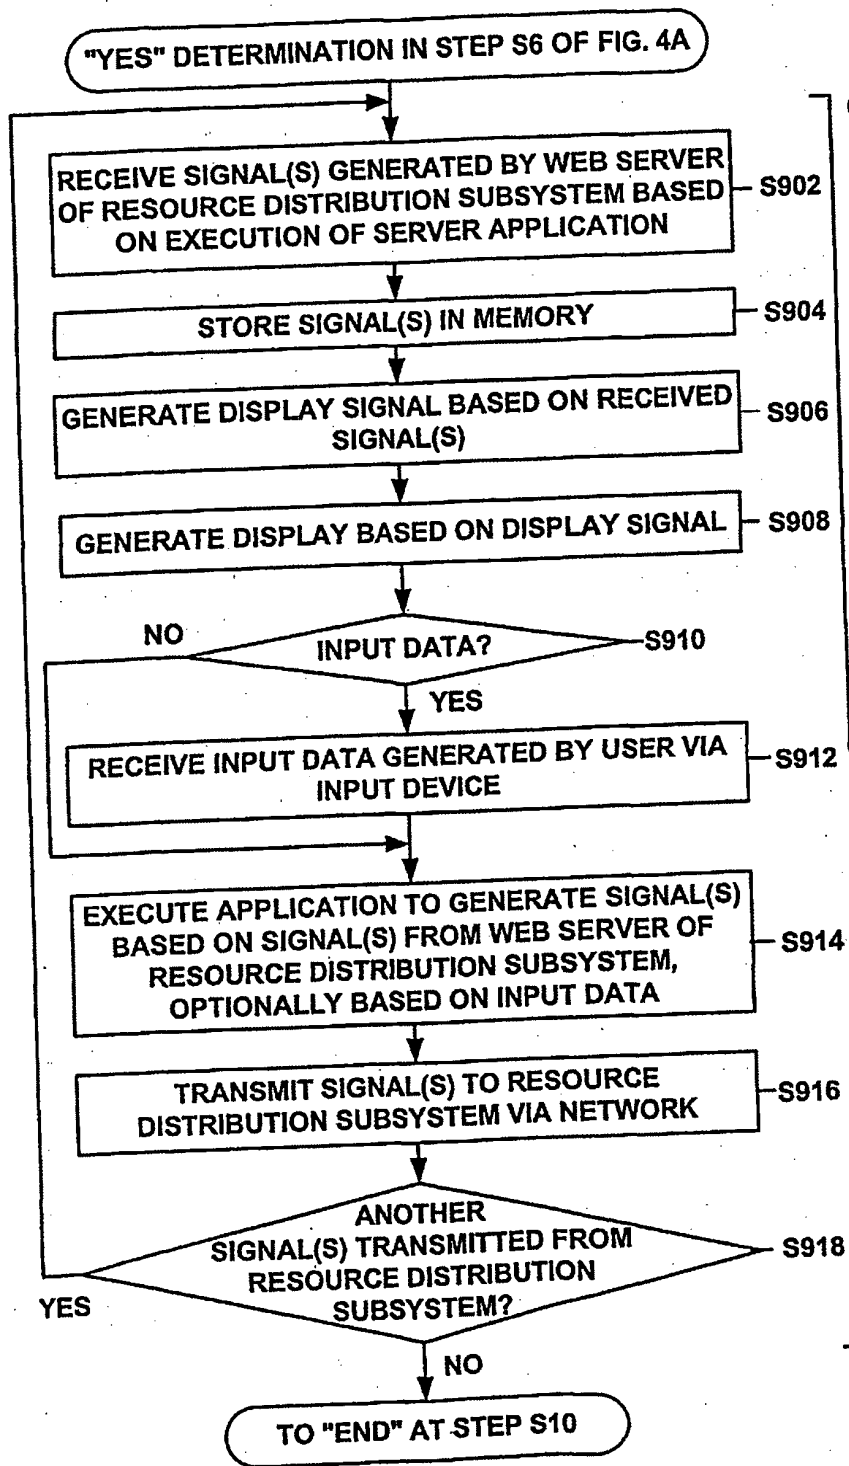 "YES" DETERMINATION IN STEP S6 OF FIG. 4A
RECEIVE SIGNAL(S) GENERATED BY WEB SERVER
OF RESOURCE DISTRIBUTION SUBSYSTEM BASED
ON EXECUTION OF SERVER APPLICATION
S902
STORE SIGNAL(S) IN MEMORY
S904
GENERATE DISPLAY SIGNAL BASED ON RECEIVED
SIGNAL(S)
S906
GENERATE DISPLAY BASED ON DISPLAY SIGNAL
S908
NO
INPUT DATA?
S910
YES
RECEIVE INPUT DATA GENERATED BY USER VIA
INPUT DEVICE
S912
EXECUTE APPLICATION TO GENERATE SIGNAL(S)
BASED ON SIGNAL(S) FROM WEB SERVER OF
RESOURCE DISTRIBUTION SUBSYSTEM,
OPTIONALLY BASED ON INPUT DATA
S914
TRANSMIT SIGNAL(S) TO RESOURCE
DISTRIBUTION SUBSYSTEM VIA NETWORK
S916
ANOTHER
SIGNAL(S) TRANSMITTED FROM
RESOURCE DISTRIBUTION
SUBSYSTEM?
S918
YES
NO
TO "END" AT STEP S10